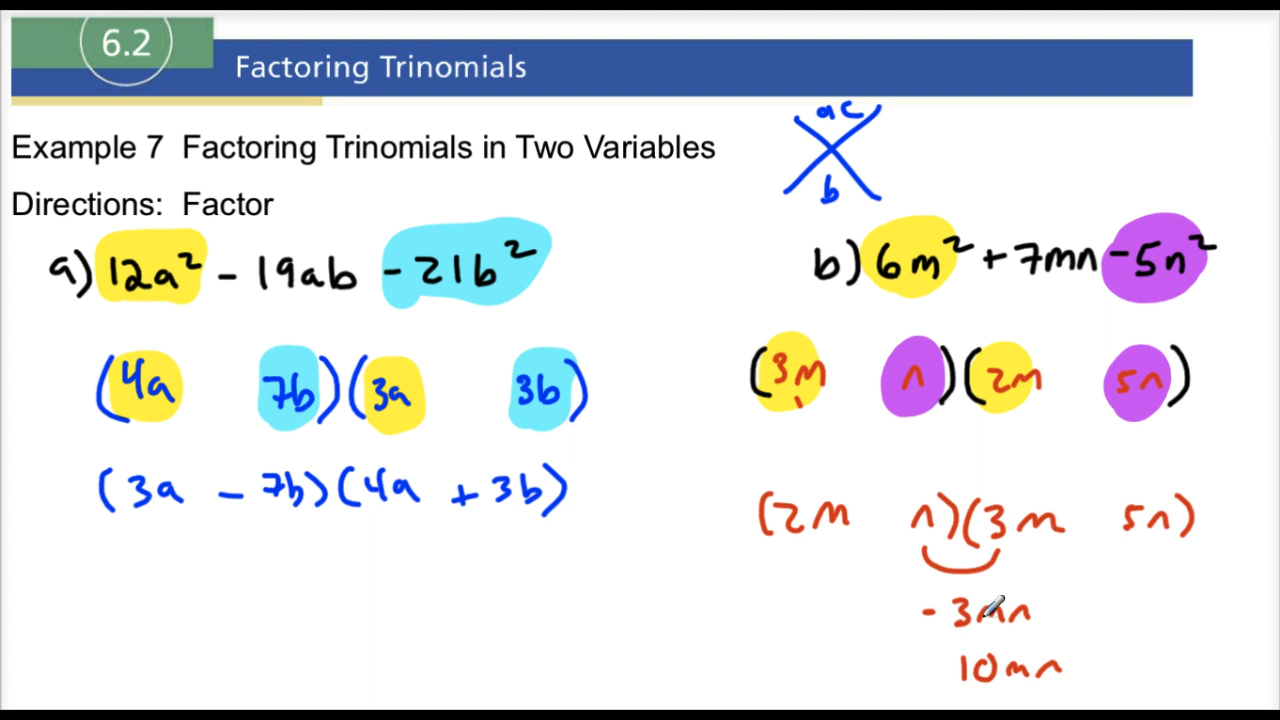 6.2
Factoring Trinomials
Example 7 Factoring Trinomials in Two Variables
Directions: Factor
ac
b
a) 12a² - 19ab - 21b²
(4a 7b)(3a 3b)
(3a - 7b)(4a + 3b)
b) 6m² + 7mn - 5n²
(3m n)(2m 5n)
(2m n)(3m 5n)
- 3mn
10mn